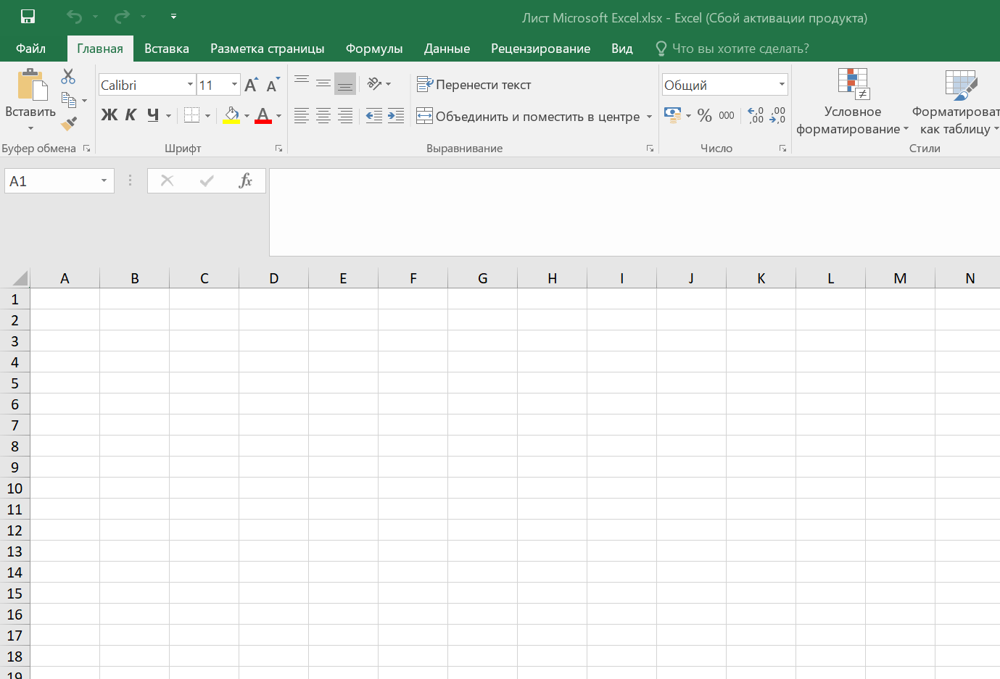 Лист Microsoft Excel.xlsx - Excel (Сбой активации продукта)
Файл Главная Вставка Разметка страницы Формулы Данные Рецензирование Вид Что вы хотите сделать?
Вставить
Буфер обмена
Calibri 11
Ж К Ч
Шрифт
Перенести текст
Объединить и поместить в центре
Выравнивание
Общий
% 000 ,0 ,00 ,00 ,0
Число
Условное форматирование
Форматироват как таблицу
Стили
A1 fx
A B C D E F G H I J K L M N
1
2
3
4
5
6
7
8
9
10
11
12
13
14
15
16
17
18
19